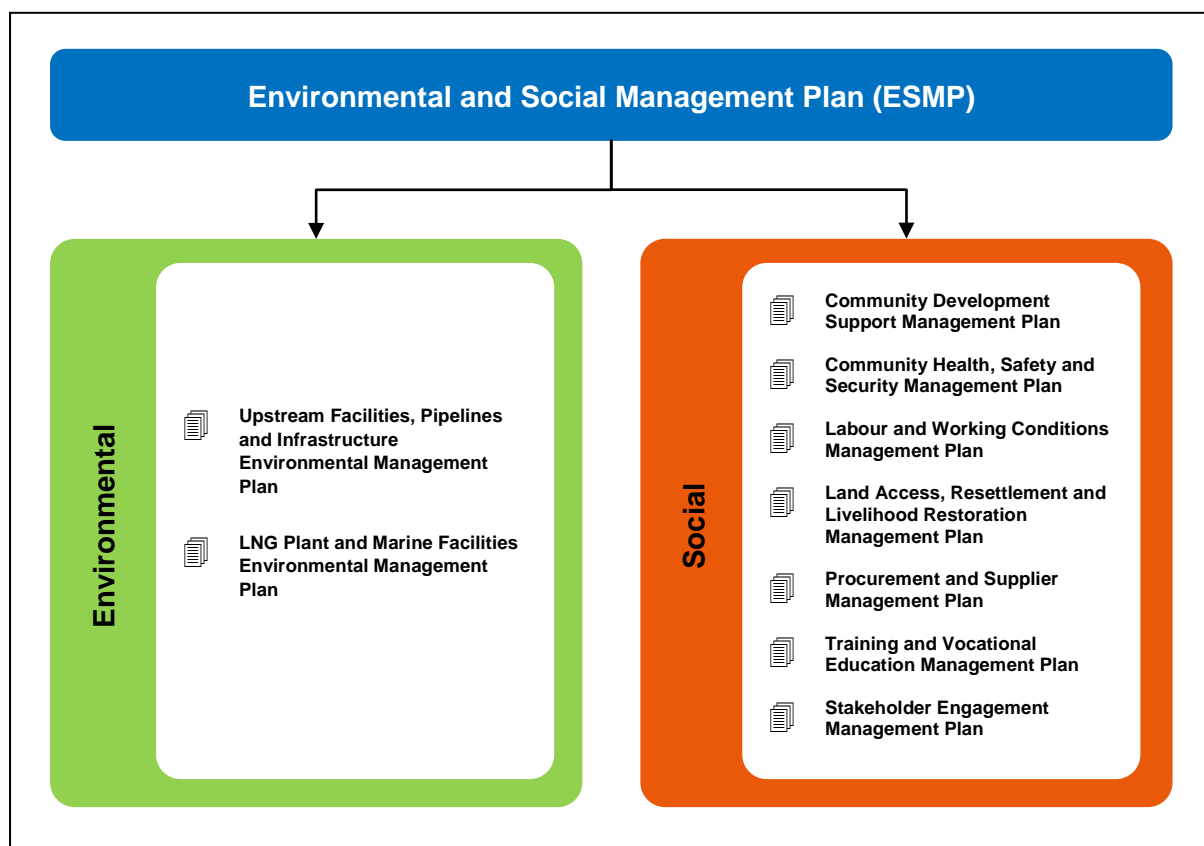 Environmental and Social Management Plan (ESMP)
Environmental
Upstream Facilities, Pipelines
and Infrastructure
Environmental Management
Plan
LNG Plant and Marine Facilities
Environmental Management
Plan
Social
Community Development
Support Management Plan
Community Health, Safety and
Security Management Plan
Labour and Working Conditions
Management Plan
Land Access, Resettlement and
Livelihood Restoration
Management Plan
Procurement and Supplier
Management Plan
Training and Vocational
Education Management Plan
Stakeholder Engagement
Management Plan